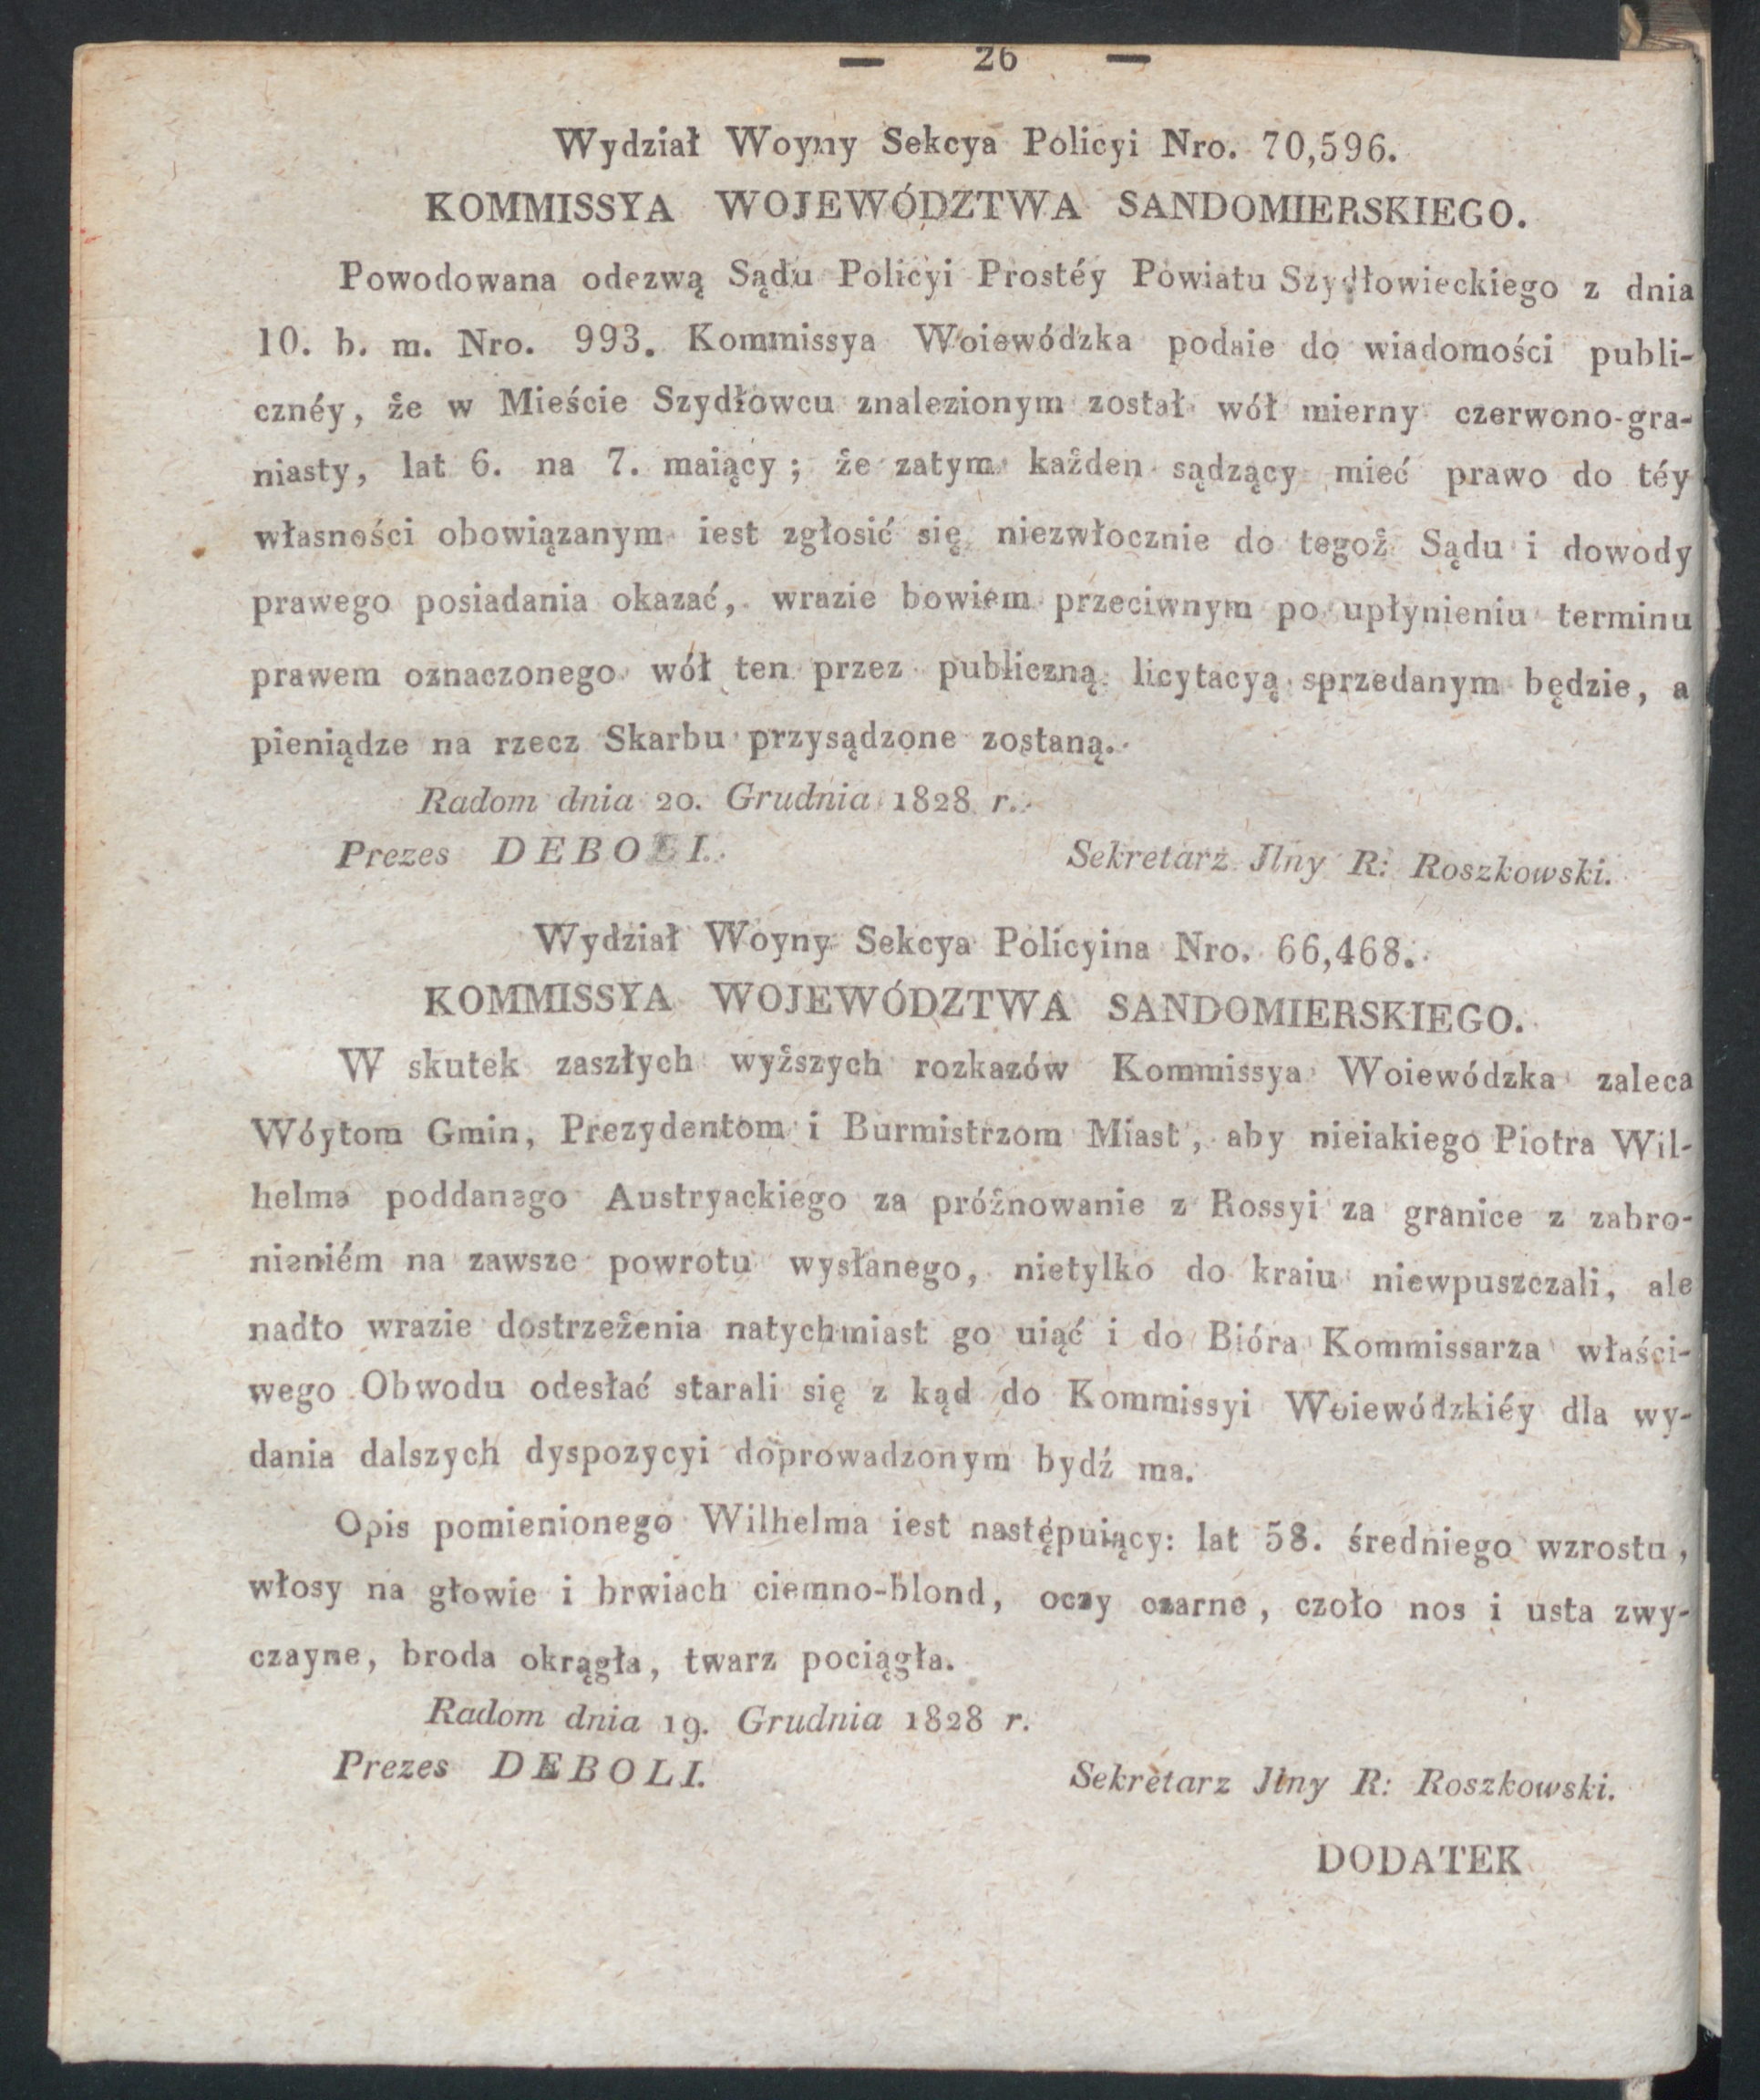 — 26 —
Wydział Woyny Sekcya Policyi Nro. 70,596.
KOMMISSYA WOJEWÓDZTWA SANDOMIERSKIEGO.
Powodowana odezwą Sądu Policyi Prostéy Powiatu Szydłowieckiego z dnia
10. b. m. Nro. 993. Kommissya Woiewódzka podaie do wiadomości publi-
cznéy, że w Mieście Szydłowcu znalezionym został wół mierny czerwono-gra-
niasty, lat 6. na 7. maiący; że zatym każden sądzący mieć prawo do téy
własności obowiązanym iest zgłosić się niezwłocznie do tegoż Sądu i dowody
prawego posiadania okazać, wrazie bowiem przeciwnym po upłynieniu terminu
prawem oznaczonego wół ten przez publiczną licytacyą sprzedanym będzie, a
pieniądze na rzecz Skarbu przysądzone zostaną.
Radom dnia 20. Grudnia 1828 r.
Prezes DEBOLI. Sekretarz Jlny R: Roszkowski.
Wydział Woyny Sekcya Policyina Nro. 66,468.
KOMMISSYA WOJEWÓDZTWA SANDOMIERSKIEGO.
W skutek zaszłych wyższych rozkazów Kommissya Woiewódzka zaleca
Wóytom Gmin, Prezydentom i Burmistrzom Miast, aby nieiakiego Piotra Wil-
helma poddanego Austryackiego za próżnowanie z Rossyi za granice z zabro-
nieniém na zawsze powrotu wysłanego, nietylko do kraiu niewpuszczali, ale
nadto wrazie dostrzeżenia natychmiast go uiąć i do Bióra Kommissarza właści-
wego Obwodu odesłać starali się z kąd do Kommissyi Woiewódzkiéy dla wy-
dania dalszych dyspozycyi doprowadzonym bydź ma.
Opis pomienionego Wilhelma iest następuiący: lat 58. średniego wzrostu,
włosy na głowie i brwiach ciemno-blond, oczy czarne, czoło nos i usta zwy-
czayne, broda okrągła, twarz pociągła.
Radom dnia 19. Grudnia 1828 r.
Prezes DEBOLI. Sekretarz Jlny R: Roszkowski.
DODATEK